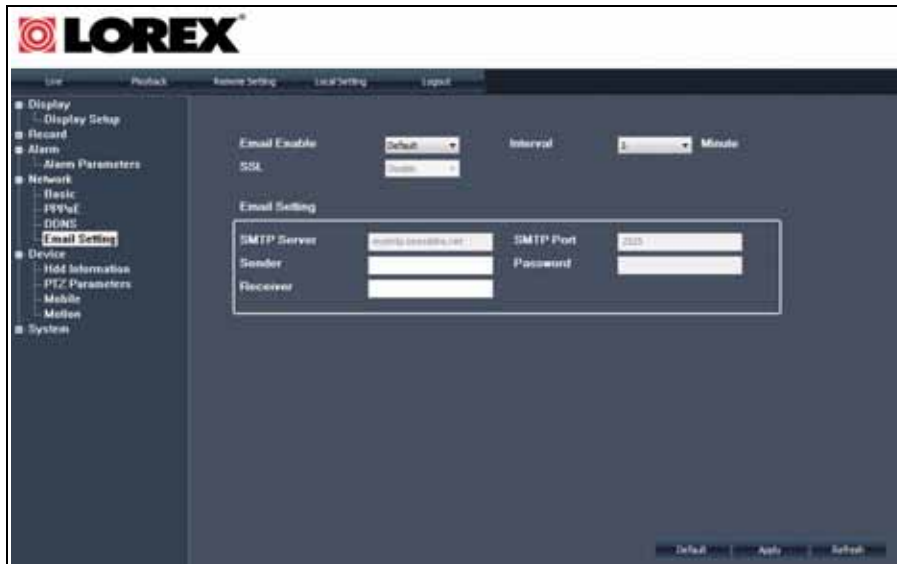 LOREX
Live Playback Remote Setting Local Setting Logout
Display
Display Setup
Record
Alarm
Alarm Parameters
Network
Basic
PPPoE
DDNS
Email Setting
Device
Hdd Information
PTZ Parameters
Mobile
Motion
System
Email Enable Default Interval 3 Minute
SSL
Email Setting
SMTP Server SMTP Port
Sender Password
Receiver
Default Apply Refresh